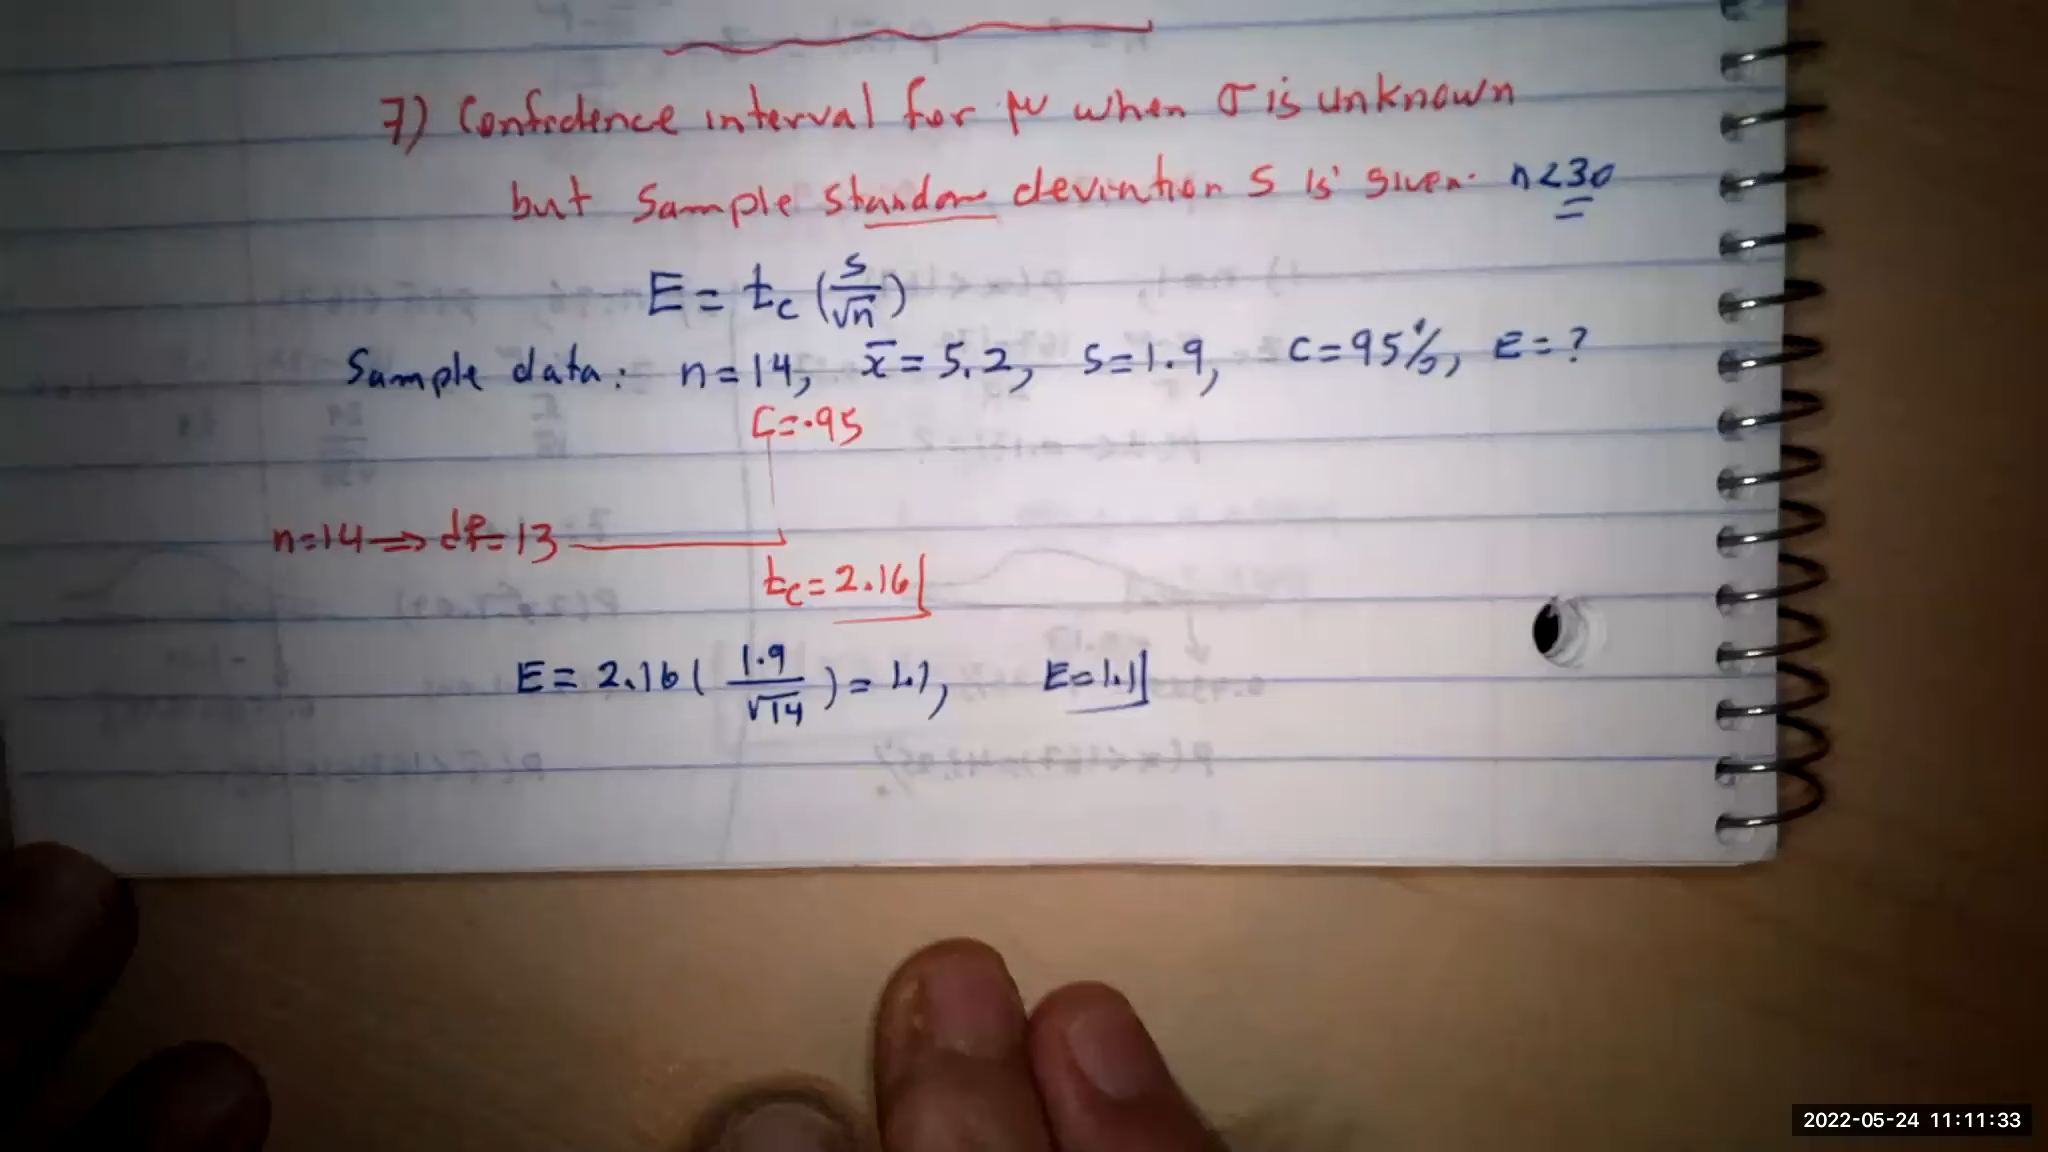 7) Confidence interval for μ when σ is unknown
but sample standar deviation s is given. n<30
E = tc (s/√n)
Sample data: n=14, x̄=5.2, s=1.9, c=95%, E=?
c=.95
n=14 ⇒ df=13
tc=2.16
E = 2.16 (1.9/√14) = 1.1, E=1.1
2022-05-24 11:11:33